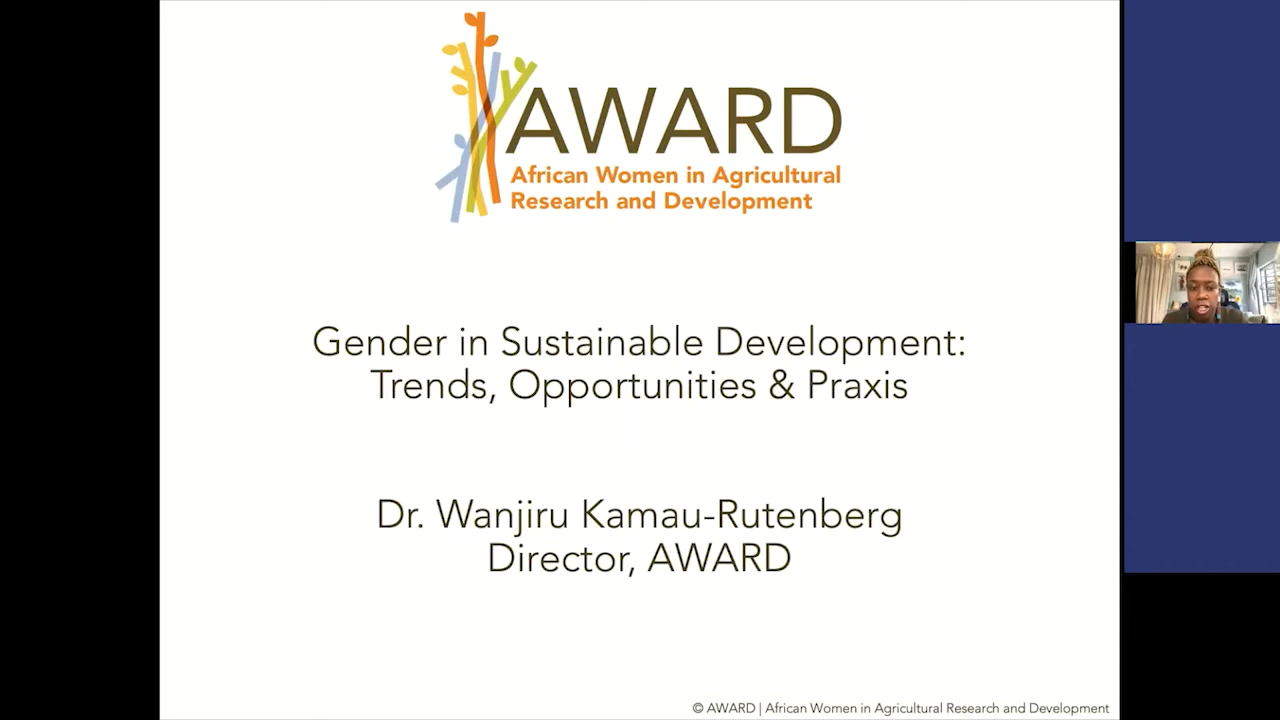 AWARD
African Women in Agricultural
Research and Development
Gender in Sustainable Development:
Trends, Opportunities & Praxis
Dr. Wanjiru Kamau-Rutenberg
Director, AWARD
© AWARD | African Women in Agricultural Research and Development